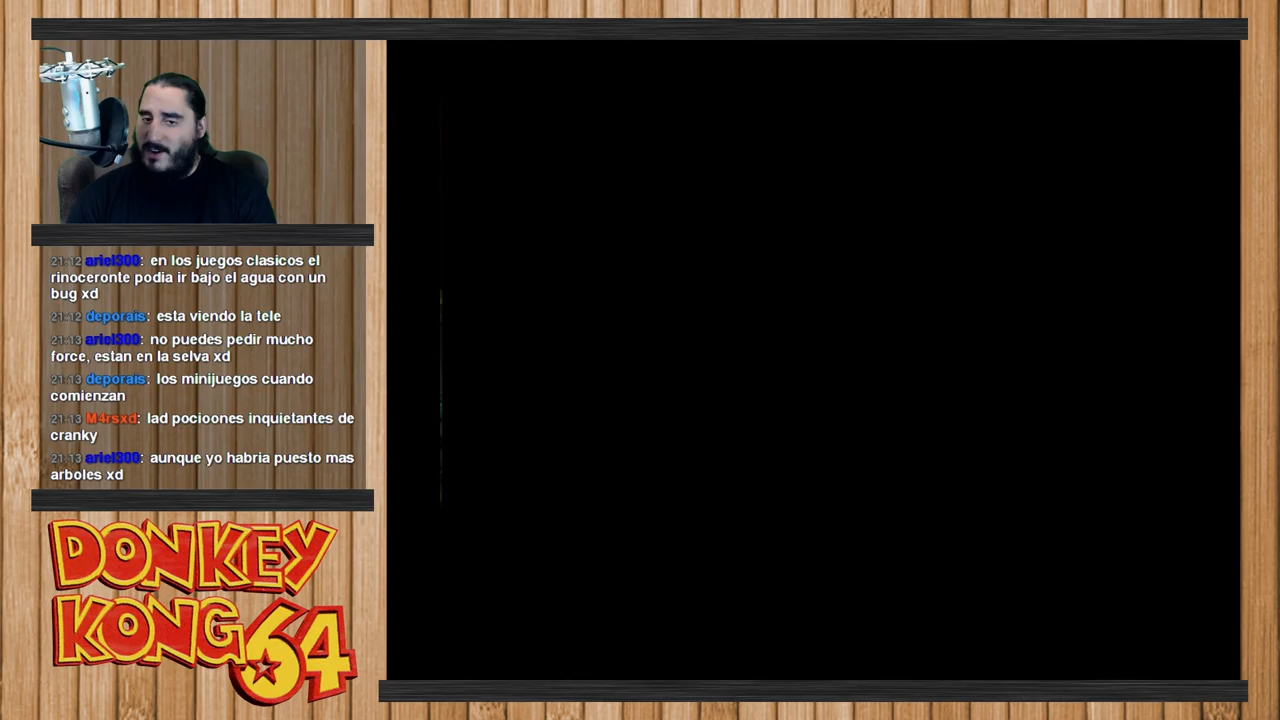 21:12 ariel300: en los juegos clasicos el
rinoceronte podia ir bajo el agua con un
bug xd
21:12 deporais: esta viendo la tele
21:13 ariel300: no puedes pedir mucho
force, estan en la selva xd
21:13 deporais: los minijuegos cuando
comienzan
21:13 M4rsxd: lad pocioones inquietantes de
cranky
21:13 ariel300: aunque yo habria puesto mas
arboles xd
DONKEY
KONG 64